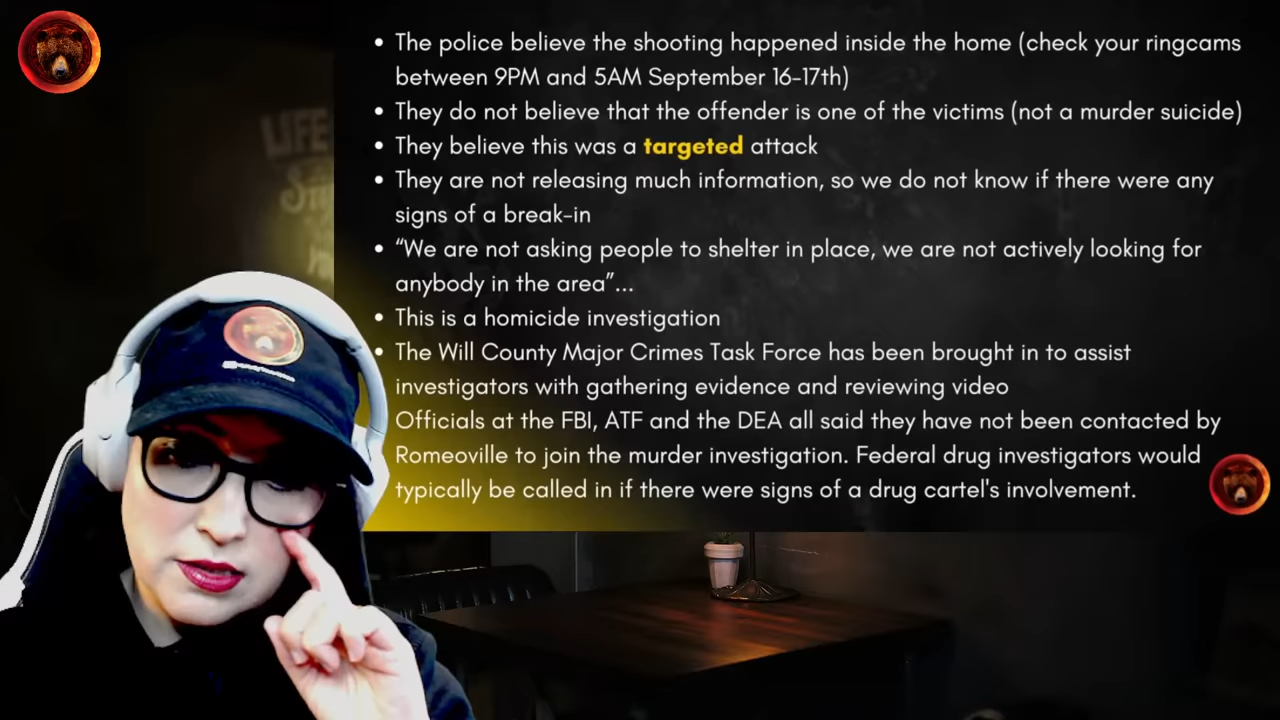 • The police believe the shooting happened inside the home (check your ringcams
between 9PM and 5AM September 16-17th)
• They do not believe that the offender is one of the victims (not a murder suicide)
• They believe this was a targeted attack
• They are not releasing much information, so we do not know if there were any
signs of a break-in
• “We are not asking people to shelter in place, we are not actively looking for
anybody in the area”...
• This is a homicide investigation
• The Will County Major Crimes Task Force has been brought in to assist
investigators with gathering evidence and reviewing video
Officials at the FBI, ATF and the DEA all said they have not been contacted by
Romeoville to join the murder investigation. Federal drug investigators would
typically be called in if there were signs of a drug cartel's involvement.
LIFE